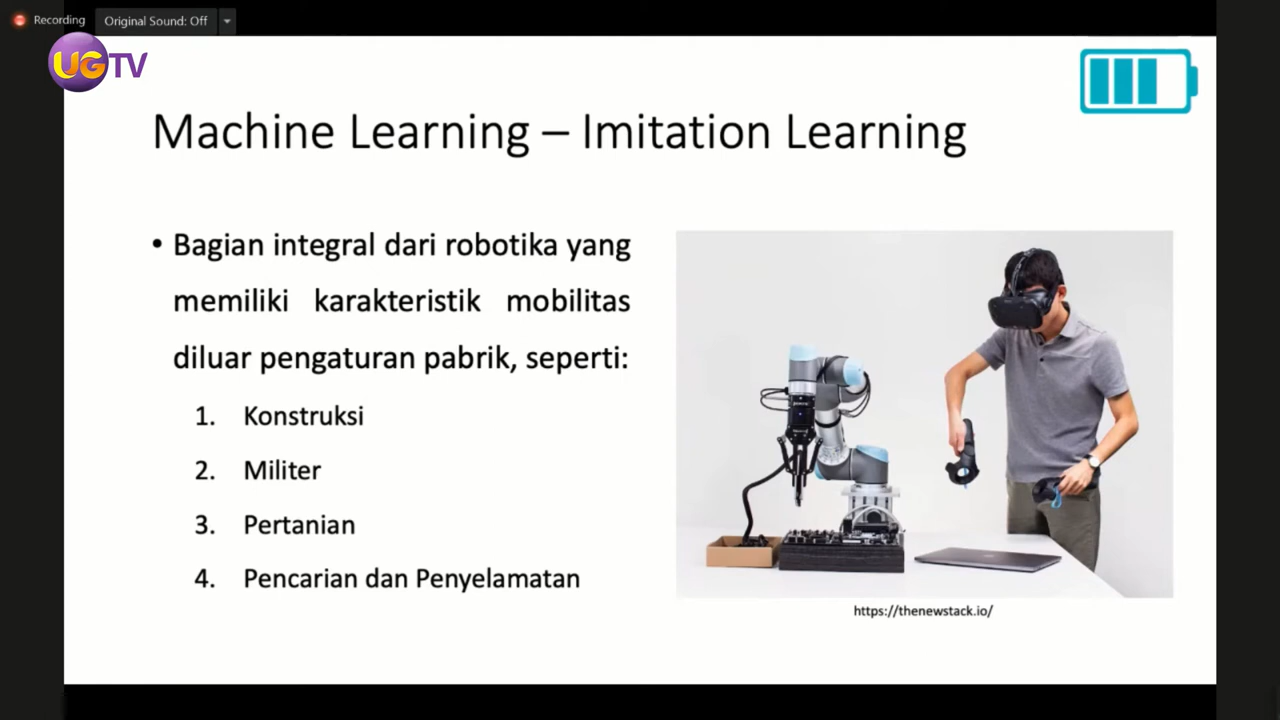 Recording
Original Sound: Off
UGTV
Machine Learning – Imitation Learning
• Bagian integral dari robotika yang
memiliki karakteristik mobilitas
diluar pengaturan pabrik, seperti:
1. Konstruksi
2. Militer
3. Pertanian
4. Pencarian dan Penyelamatan
https://thenewstack.io/